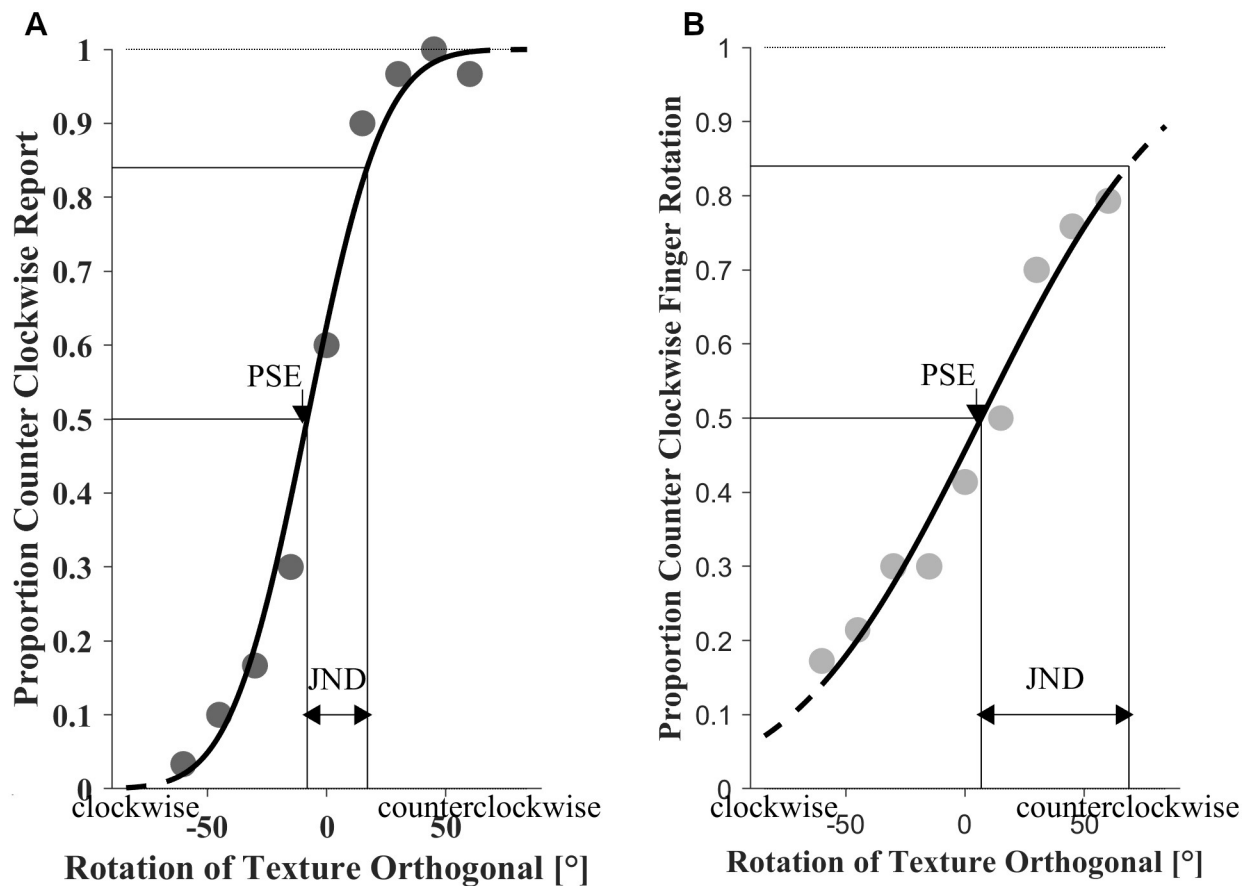 A
Proportion Counter Clockwise Report
1
0.9
0.8
0.7
0.6
0.5
0.4
0.3
0.2
0.1
0
PSE
JND
clockwise
counterclockwise
-50
0
50
Rotation of Texture Orthogonal [°]
B
Proportion Counter Clockwise Finger Rotation
1
0.9
0.8
0.7
0.6
0.5
0.4
0.3
0.2
0.1
0
PSE
JND
clockwise
counterclockwise
-50
0
50
Rotation of Texture Orthogonal [°]